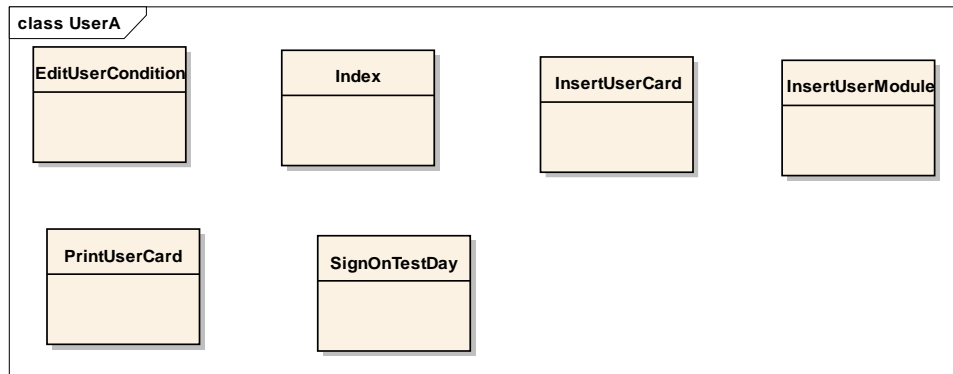 class UserA
EditUserCondition
Index
InsertUserCard
InsertUserModule
PrintUserCard
SignOnTestDay